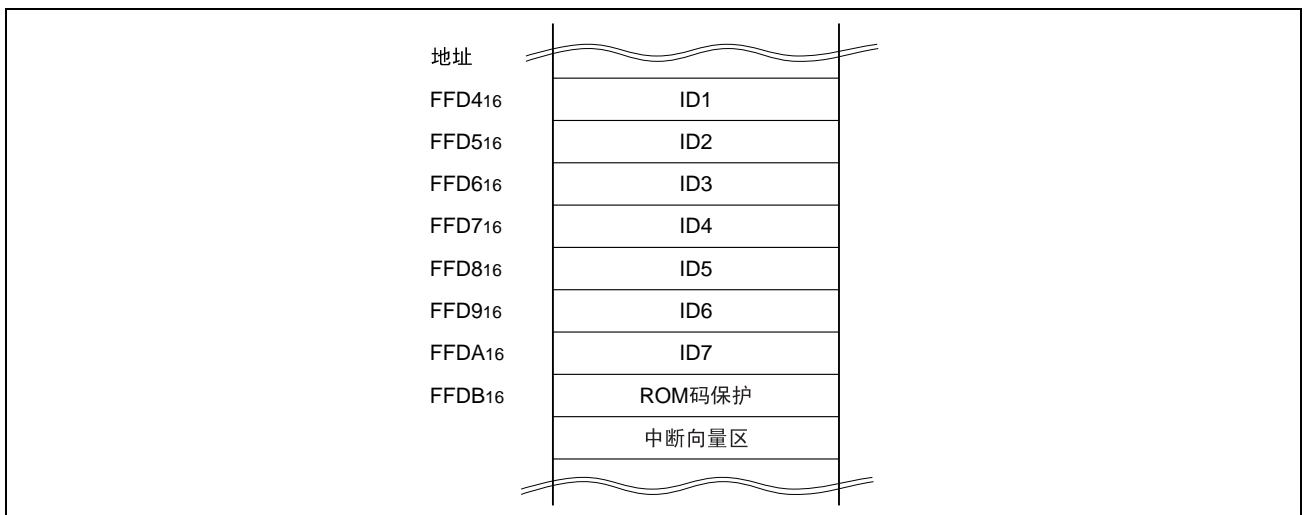 地址
FFD416 ID1
FFD516 ID2
FFD616 ID3
FFD716 ID4
FFD816 ID5
FFD916 ID6
FFDA16 ID7
FFDB16 ROM码保护
中断向量区